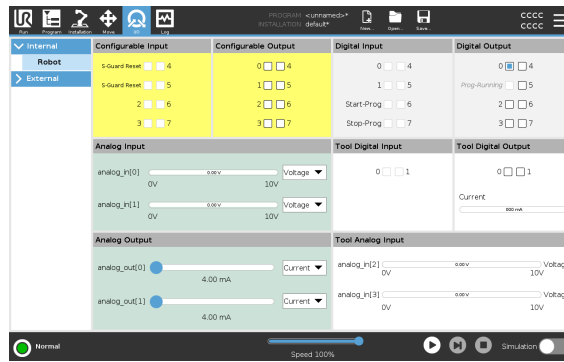 PROGRAM <unnamed>*
INSTALLATION default*
CCCC
CCCC
Run Program Installation Move I/O Log New... Open... Save...
Internal
Robot
External
Configurable Input
S-Guard Reset 4
S-Guard Reset 5
2 6
3 7
Configurable Output
0 4
1 5
2 6
3 7
Digital Input
0 4
1 5
Start-Prog 6
Stop-Prog 7
Digital Output
0 4
Prog-Running 5
2 6
3 7
Analog Input
analog_in[0] 0.00 V Voltage
0V 10V
analog_in[1] 0.00 V Voltage
0V 10V
Tool Digital Input
0 1
Tool Digital Output
0 1
Current
000 mA
Analog Output
analog_out[0] Current
4.00 mA
analog_out[1] Current
4.00 mA
Tool Analog Input
analog_in[2] 0.00 V Voltag
0V 10V
analog_in[3] 0.00 V Voltag
0V 10V
Normal
Speed 100%
Simulation